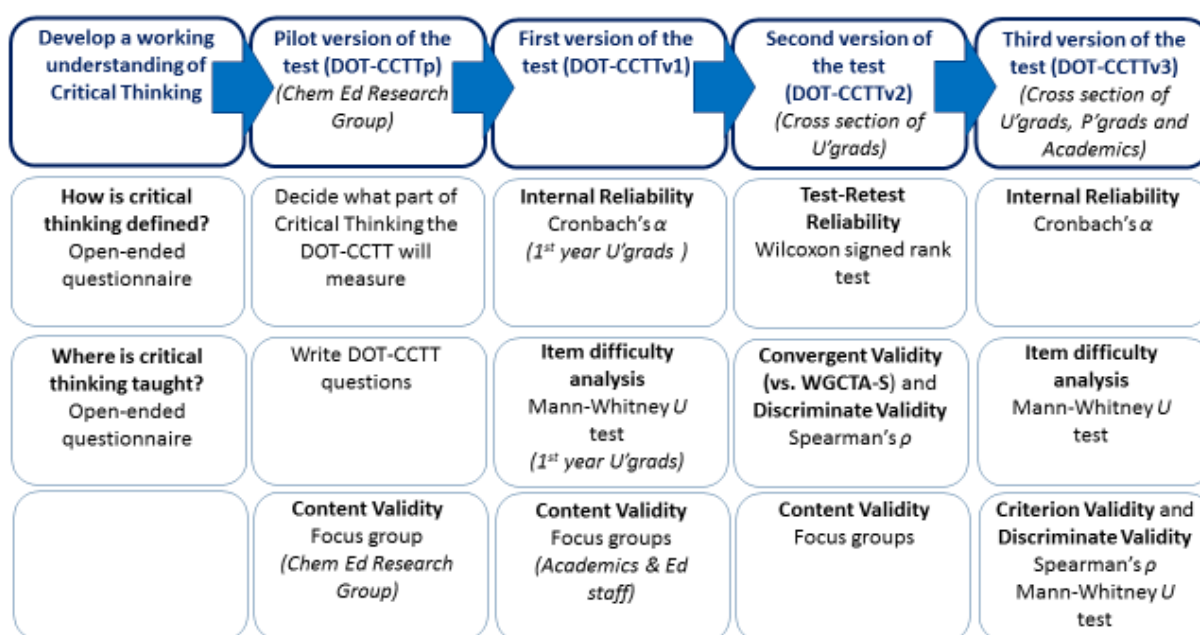 Develop a working
understanding of
Critical Thinking
Pilot version of the
test (DOT-CCTTp)
(Chem Ed Research
Group)
First version of the
test (DOT-CCTTv1)
Second version of
the test
(DOT-CCTTv2)
(Cross section of
U'grads)
Third version of the
test (DOT-CCTTv3)
(Cross section of
U'grads, P'grads and
Academics)
How is critical
thinking defined?
Open-ended
questionnaire
Decide what part of
Critical Thinking the
DOT-CCTT will
measure
Internal Reliability
Cronbach's α
(1st year U'grads )
Test-Retest
Reliability
Wilcoxon signed rank
test
Internal Reliability
Cronbach's α
Where is critical
thinking taught?
Open-ended
questionnaire
Write DOT-CCTT
questions
Item difficulty
analysis
Mann-Whitney U
test
(1st year U'grads)
Convergent Validity
(vs. WGCTA-S) and
Discriminate Validity
Spearman's ρ
Item difficulty
analysis
Mann-Whitney U
test
Content Validity
Focus group
(Chem Ed Research
Group)
Content Validity
Focus groups
(Academics & Ed
staff)
Content Validity
Focus groups
Criterion Validity and
Discriminate Validity
Spearman's ρ
Mann-Whitney U
test